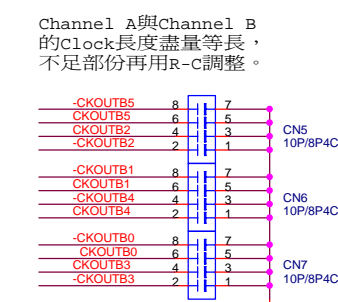 Channel A與Channel B
的Clock長度盡量等長，
不足部份再用R-C調整。
-CKOUTB5 8 7
CKOUTB5 6 5
CKOUTB2 4 3 CN5
-CKOUTB2 2 1 10P/8P4C
-CKOUTB1 8 7
CKOUTB1 6 5
-CKOUTB4 4 3 CN6
CKOUTB4 2 1 10P/8P4C
-CKOUTB0 8 7
CKOUTB0 6 5
CKOUTB3 4 3 CN7
-CKOUTB3 2 1 10P/8P4C